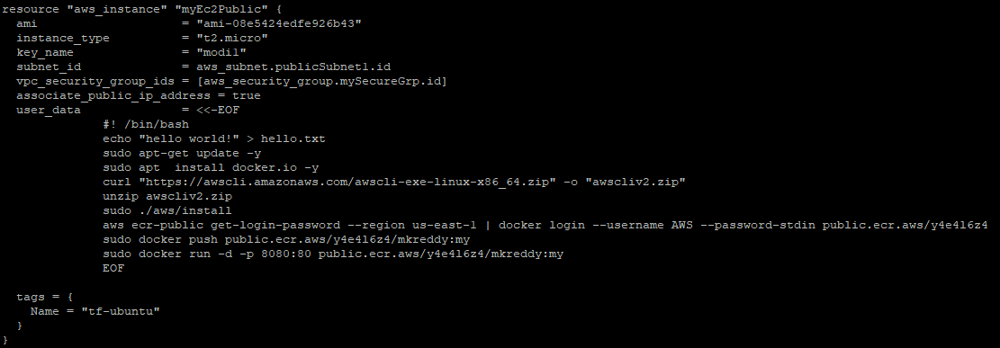 resource "aws_instance" "myEc2Public" {
  ami                    = "ami-08e5424edfe926b43"
  instance_type          = "t2.micro"
  key_name               = "modi1"
  subnet_id              = aws_subnet.publicSubnet1.id
  vpc_security_group_ids = [aws_security_group.mySecureGrp.id]
  associate_public_ip_address = true
  user_data              = <<-EOF
              #! /bin/bash
              echo "hello world!" > hello.txt
              sudo apt-get update -y
              sudo apt  install docker.io -y
              curl "https://awscli.amazonaws.com/awscli-exe-linux-x86_64.zip" -o "awscliv2.zip"
              unzip awscliv2.zip
              sudo ./aws/install
              aws ecr-public get-login-password --region us-east-1 | docker login --username AWS --password-stdin public.ecr.aws/y4e4l6z4
              sudo docker push public.ecr.aws/y4e4l6z4/mkreddy:my
              sudo docker run -d -p 8080:80 public.ecr.aws/y4e4l6z4/mkreddy:my
              EOF

  tags = {
    Name = "tf-ubuntu"
  }
}